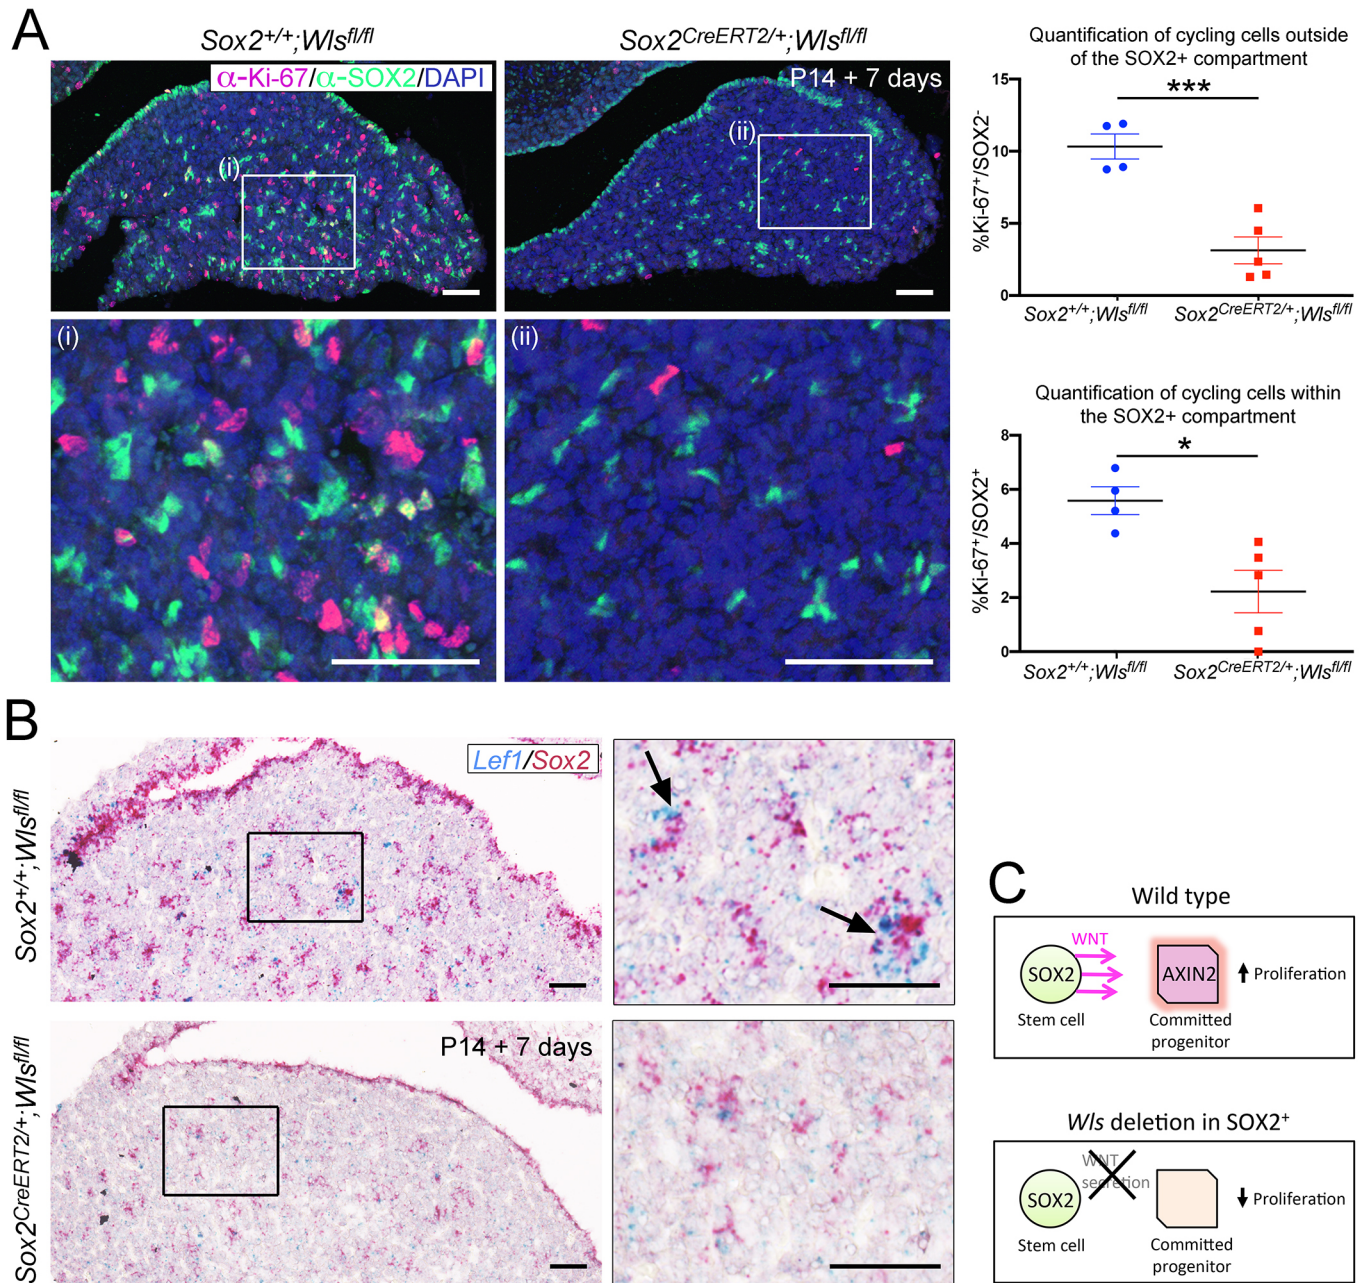 A
Sox2+/+;Wlsfl/fl
Sox2CreERT2/+;Wlsfl/fl
α-Ki-67/α-SOX2/DAPI
P14 + 7 days
(i)
(ii)
(i)
(ii)
Quantification of cycling cells outside
of the SOX2+ compartment
15
10
5
0
%Ki-67+/SOX2-
***
Sox2+/+;Wlsfl/fl
Sox2CreERT2/+;Wlsfl/fl
Quantification of cycling cells within
the SOX2+ compartment
8
6
4
2
0
%Ki-67+/SOX2+
*
Sox2+/+;Wlsfl/fl
Sox2CreERT2/+;Wlsfl/fl
B
Sox2+/+;Wlsfl/fl
Lef1/Sox2
Sox2CreERT2/+;Wlsfl/fl
P14 + 7 days
C
Wild type
WNT
SOX2
AXIN2
Proliferation
Stem cell
Committed
progenitor
Wls deletion in SOX2+
WNT
secretion
SOX2
Proliferation
Stem cell
Committed
progenitor